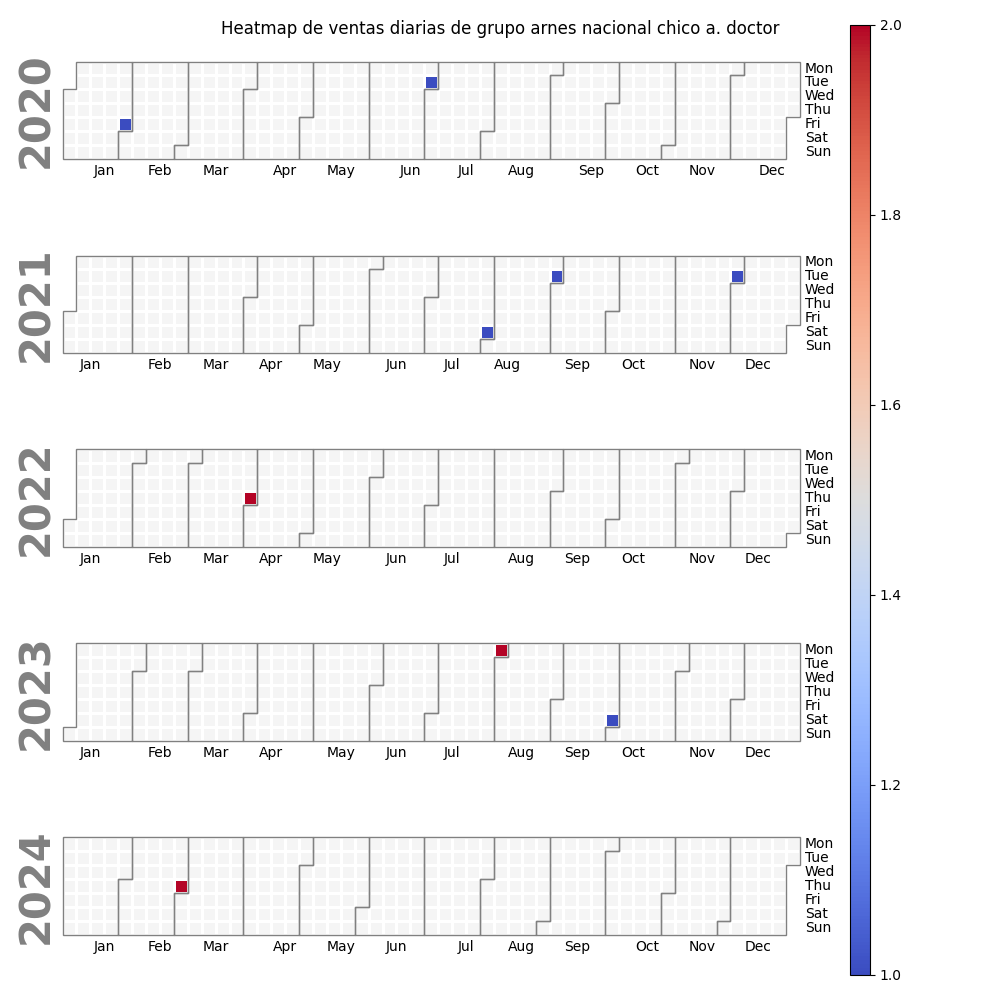 Heatmap de ventas diarias de grupo arnes nacional chico a. doctor
2020
Mon
Tue
Wed
Thu
Fri
Sat
Sun
Jan Feb Mar Apr May Jun Jul Aug Sep Oct Nov Dec
2021
Mon
Tue
Wed
Thu
Fri
Sat
Sun
Jan Feb Mar Apr May Jun Jul Aug Sep Oct Nov Dec
2022
Mon
Tue
Wed
Thu
Fri
Sat
Sun
Jan Feb Mar Apr May Jun Jul Aug Sep Oct Nov Dec
2023
Mon
Tue
Wed
Thu
Fri
Sat
Sun
Jan Feb Mar Apr May Jun Jul Aug Sep Oct Nov Dec
2024
Mon
Tue
Wed
Thu
Fri
Sat
Sun
Jan Feb Mar Apr May Jun Jul Aug Sep Oct Nov Dec
2.0
1.8
1.6
1.4
1.2
1.0